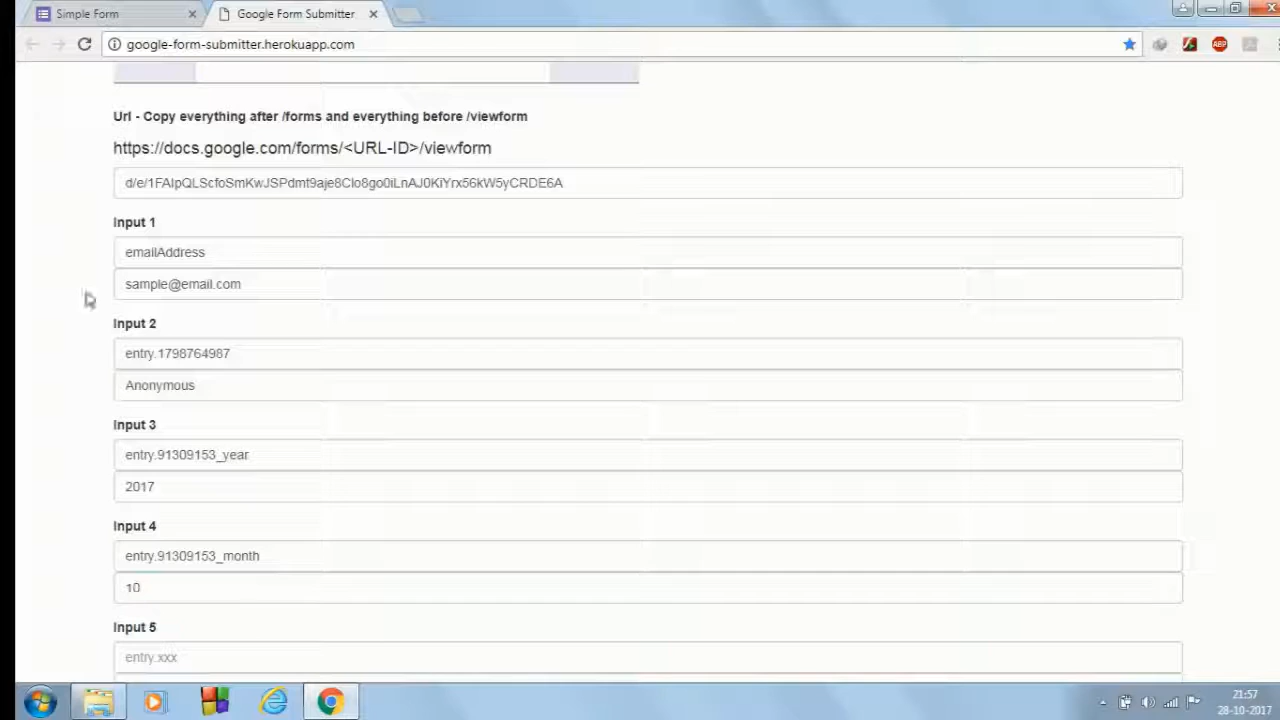 Simple Form
Google Form Submitter
google-form-submitter.herokuapp.com
ABP
Url - Copy everything after /forms and everything before /viewform
https://docs.google.com/forms/<URL-ID>/viewform
d/e/1FAIpQLScfoSmKwJSPdmt9aje8Clo8go0iLnAJ0KiYrx56kW5yCRDE6A
Input 1
emailAddress
sample@email.com
Input 2
entry.1798764987
Anonymous
Input 3
entry.91309153_year
2017
Input 4
entry.91309153_month
10
Input 5
entry.xxx
21:57
28-10-2017